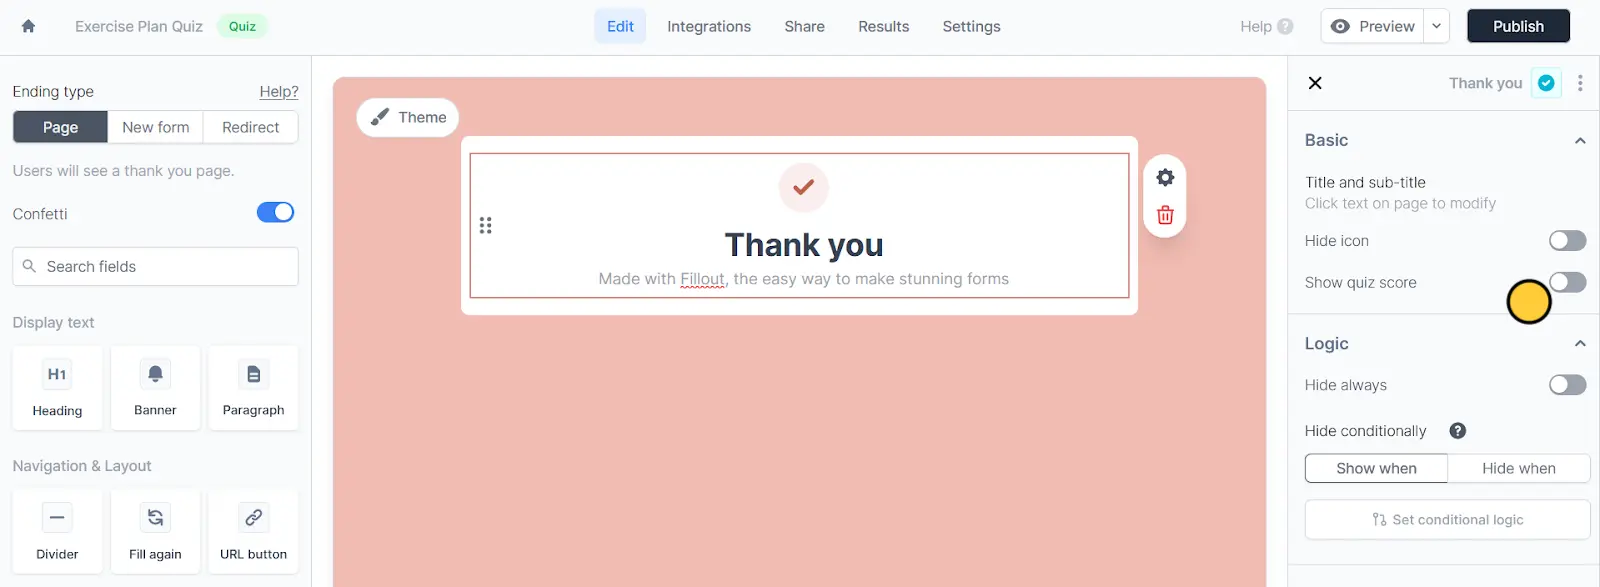 Exercise Plan Quiz
Quiz
Edit
Integrations
Share
Results
Settings
Help ?
Preview
Publish
Ending type
Help?
Page
New form
Redirect
Users will see a thank you page.
Confetti
Search fields
Display text
H1
Heading
Banner
Paragraph
Navigation & Layout
Divider
Fill again
URL button
Theme
Thank you
Made with Fillout, the easy way to make stunning forms
Thank you
Basic
Title and sub-title
Click text on page to modify
Hide icon
Show quiz score
Logic
Hide always
Hide conditionally ?
Show when
Hide when
Set conditional logic